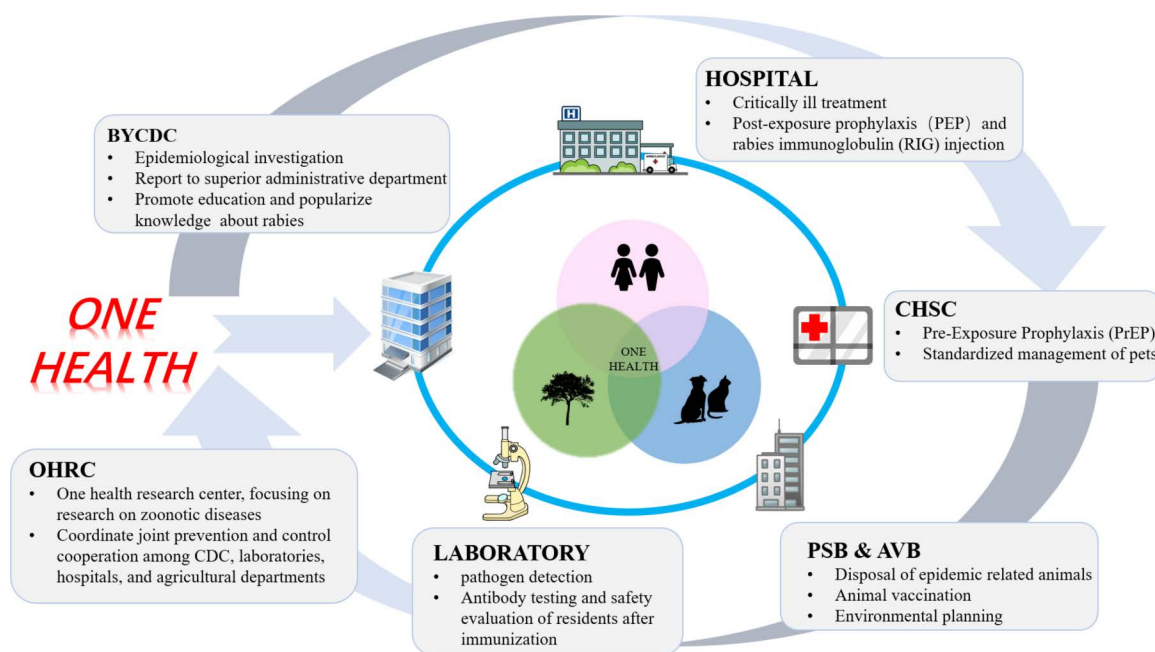 HOSPITAL
• Critically ill treatment
• Post-exposure prophylaxis（PEP）and
rabies immunoglobulin (RIG) injection
H
AMBULANCE
BYCDC
• Epidemiological investigation
• Report to superior administrative department
• Promote education and popularize
knowledge about rabies
ONE
HEALTH
ONE
HEALTH
CHSC
• Pre-Exposure Prophylaxis (PrEP)
• Standardized management of pets
OHRC
• One health research center, focusing on
research on zoonotic diseases
• Coordinate joint prevention and control
cooperation among CDC, laboratories,
hospitals, and agricultural departments
LABORATORY
• pathogen detection
• Antibody testing and safety
evaluation of residents after
immunization
PSB & AVB
• Disposal of epidemic related animals
• Animal vaccination
• Environmental planning